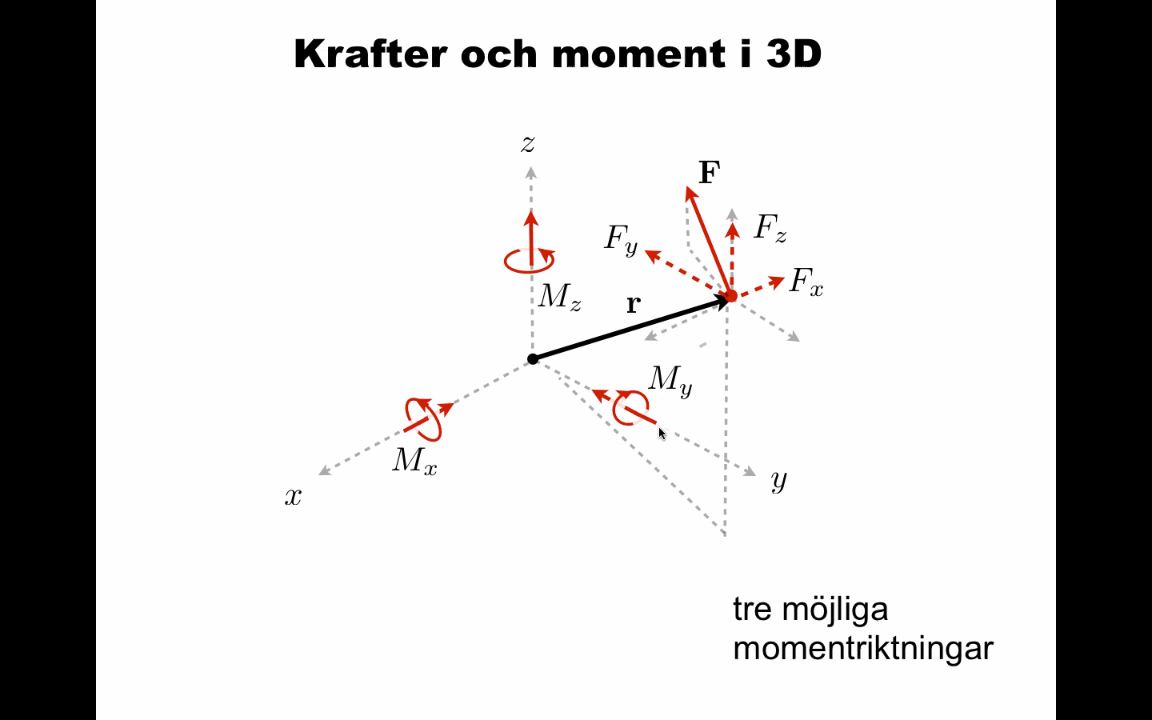 Krafter och moment i 3D
z
F
F_z
F_y
F_x
M_z
r
M_y
M_x
y
x
tre möjliga
momentriktningar